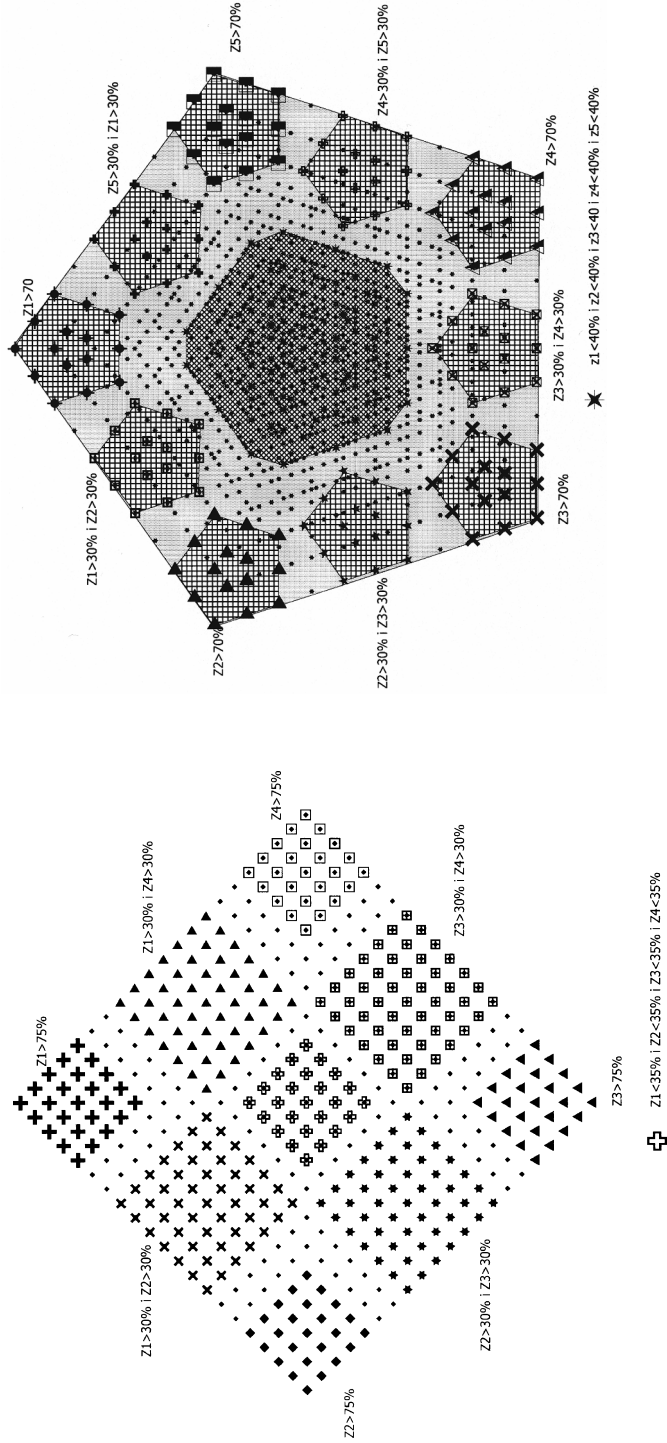 Z5>70%
Z5>30% i Z1>30%
Z4>30% i Z5>30%
Z1>70
Z4>70%
z1<40% i z2<40% i z3<40 i z4<40% i z5<40%
Z3>30% i Z4>30%
Z1>30% i Z2>30%
Z3>70%
Z2>70%
Z2>30% i Z3>30%
Z4>75%
Z1>30% i Z4>30%
Z3>30% i Z4>30%
Z1>75%
Z3>75%
Z1<35% i Z2<35% i Z3<35% i Z4<35%
Z1>30% i Z2>30%
Z2>30% i Z3>30%
Z2>75%